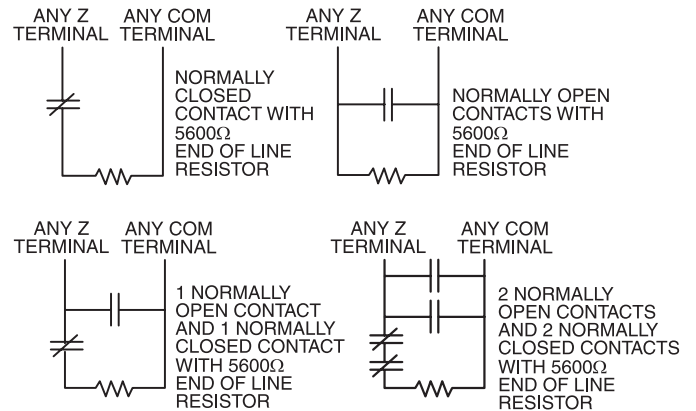 ANY Z
TERMINAL
ANY COM
TERMINAL
NORMALLY
CLOSED
CONTACT WITH
5600Ω
END OF LINE
RESISTOR
ANY Z
TERMINAL
ANY COM
TERMINAL
NORMALLY OPEN
CONTACTS WITH
5600Ω
END OF LINE
RESISTOR
ANY Z
TERMINAL
ANY COM
TERMINAL
1 NORMALLY
OPEN CONTACT
AND 1 NORMALLY
CLOSED CONTACT
WITH 5600Ω
END OF LINE
RESISTOR
ANY Z
TERMINAL
ANY COM
TERMINAL
2 NORMALLY
OPEN CONTACTS
AND 2 NORMALLY
CLOSED CONTACTS
WITH 5600Ω
END OF LINE
RESISTOR